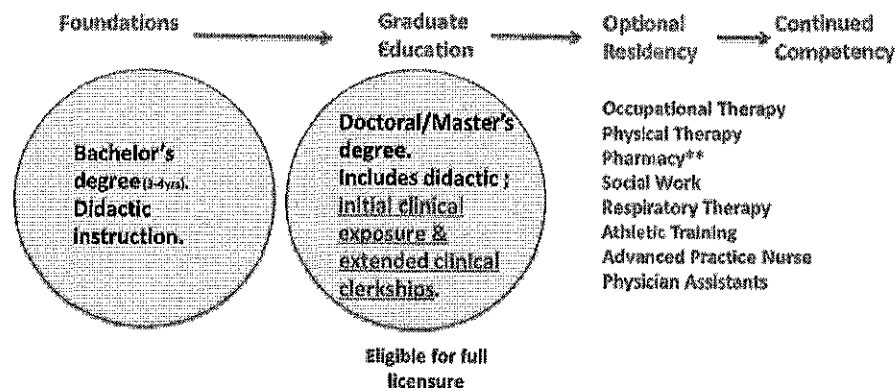 Foundations
Graduate
Education
Optional
Residency
Continued
Competency
Bachelor's
degree(3-4yrs).
Didactic
instruction.
Doctoral/Master's
degree.
Includes didactic ;
initial clinical
exposure &
extended clinical
clerkships.
Eligible for full
licensure
Occupational Therapy
Physical Therapy
Pharmacy**
Social Work
Respiratory Therapy
Athletic Training
Advanced Practice Nurse
Physician Assistants